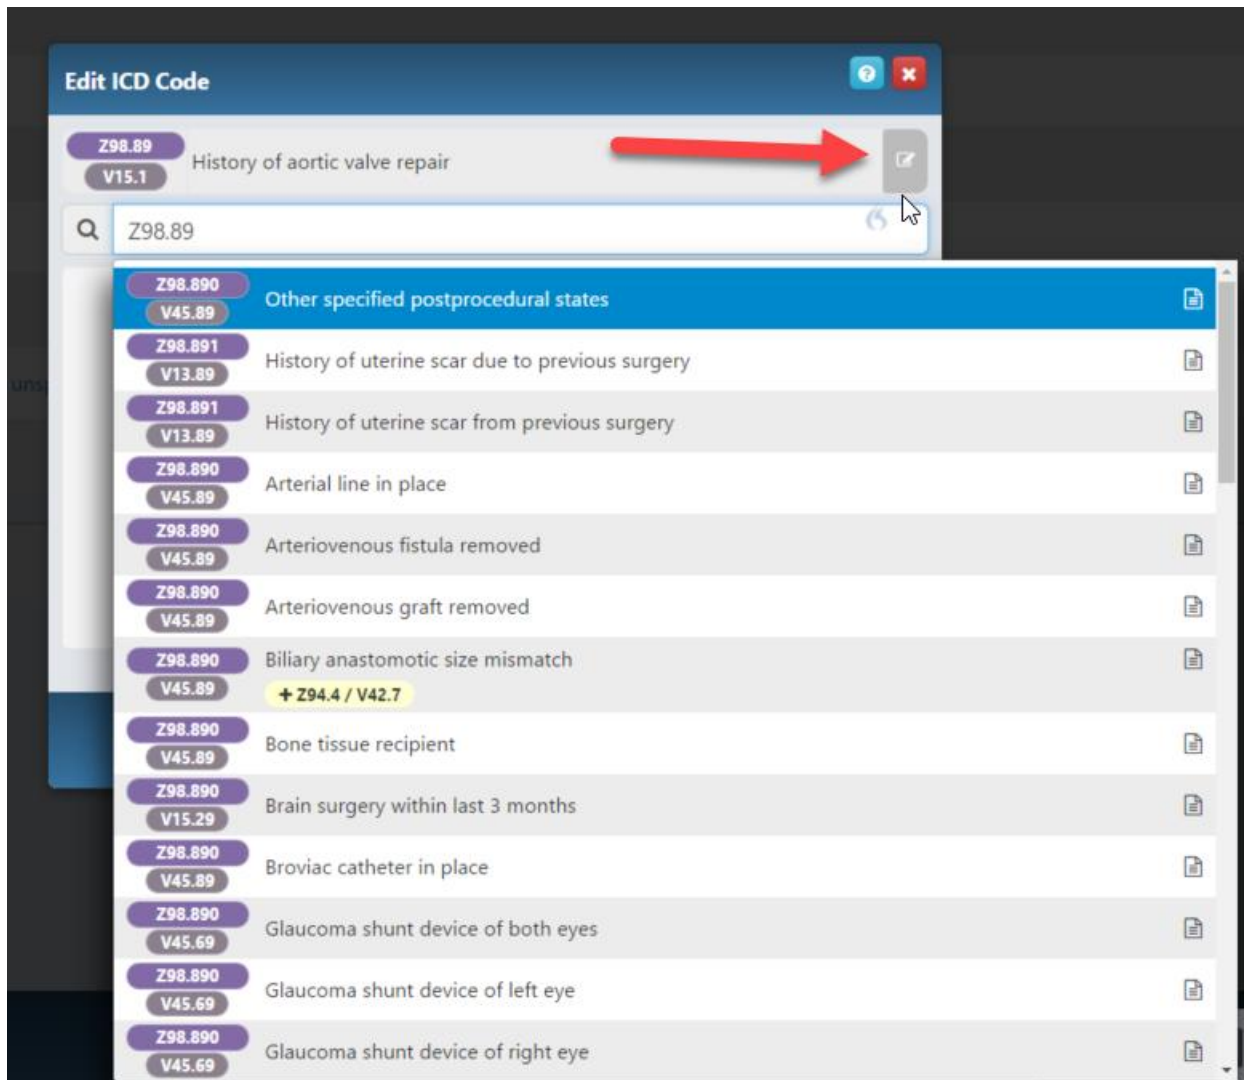 Edit ICD Code
Z98.89
V15.1
History of aortic valve repair
Z98.89
Z98.890
V45.89
Other specified postprocedural states
Z98.891
V13.89
History of uterine scar due to previous surgery
Z98.891
V13.89
History of uterine scar from previous surgery
Z98.890
V45.89
Arterial line in place
Z98.890
V45.89
Arteriovenous fistula removed
Z98.890
V45.89
Arteriovenous graft removed
Z98.890
V45.89
Biliary anastomotic size mismatch
+ Z94.4 / V42.7
Z98.890
V45.89
Bone tissue recipient
Z98.890
V15.29
Brain surgery within last 3 months
Z98.890
V45.89
Broviac catheter in place
Z98.890
V45.69
Glaucoma shunt device of both eyes
Z98.890
V45.69
Glaucoma shunt device of left eye
Z98.890
V45.69
Glaucoma shunt device of right eye